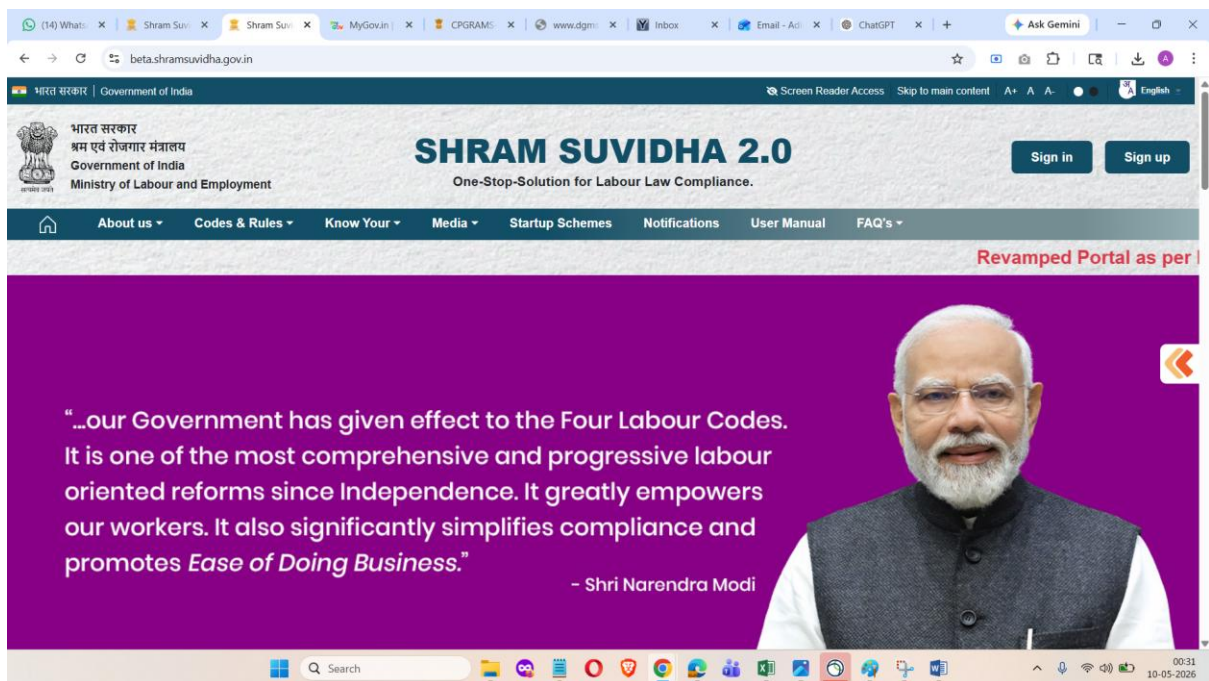 (14) Whats
Shram Suv
Shram Suv
MyGov.in |
CPGRAMS-
www.dgms
Inbox
Email - Adi
ChatGPT
Ask Gemini
beta.shramsuvidha.gov.in
भारत सरकार | Government of India
Screen Reader Access Skip to main content A+ A A- English
भारत सरकार
श्रम एवं रोजगार मंत्रालय
Government of India
Ministry of Labour and Employment
सत्यमेव जयते
SHRAM SUVIDHA 2.0
One-Stop-Solution for Labour Law Compliance.
Sign in Sign up
About us Codes & Rules Know Your Media Startup Schemes Notifications User Manual FAQ's
Revamped Portal as per
“...our Government has given effect to the Four Labour Codes.
It is one of the most comprehensive and progressive labour
oriented reforms since Independence. It greatly empowers
our workers. It also significantly simplifies compliance and
promotes Ease of Doing Business.”
– Shri Narendra Modi
Search
00:31
10-05-2026